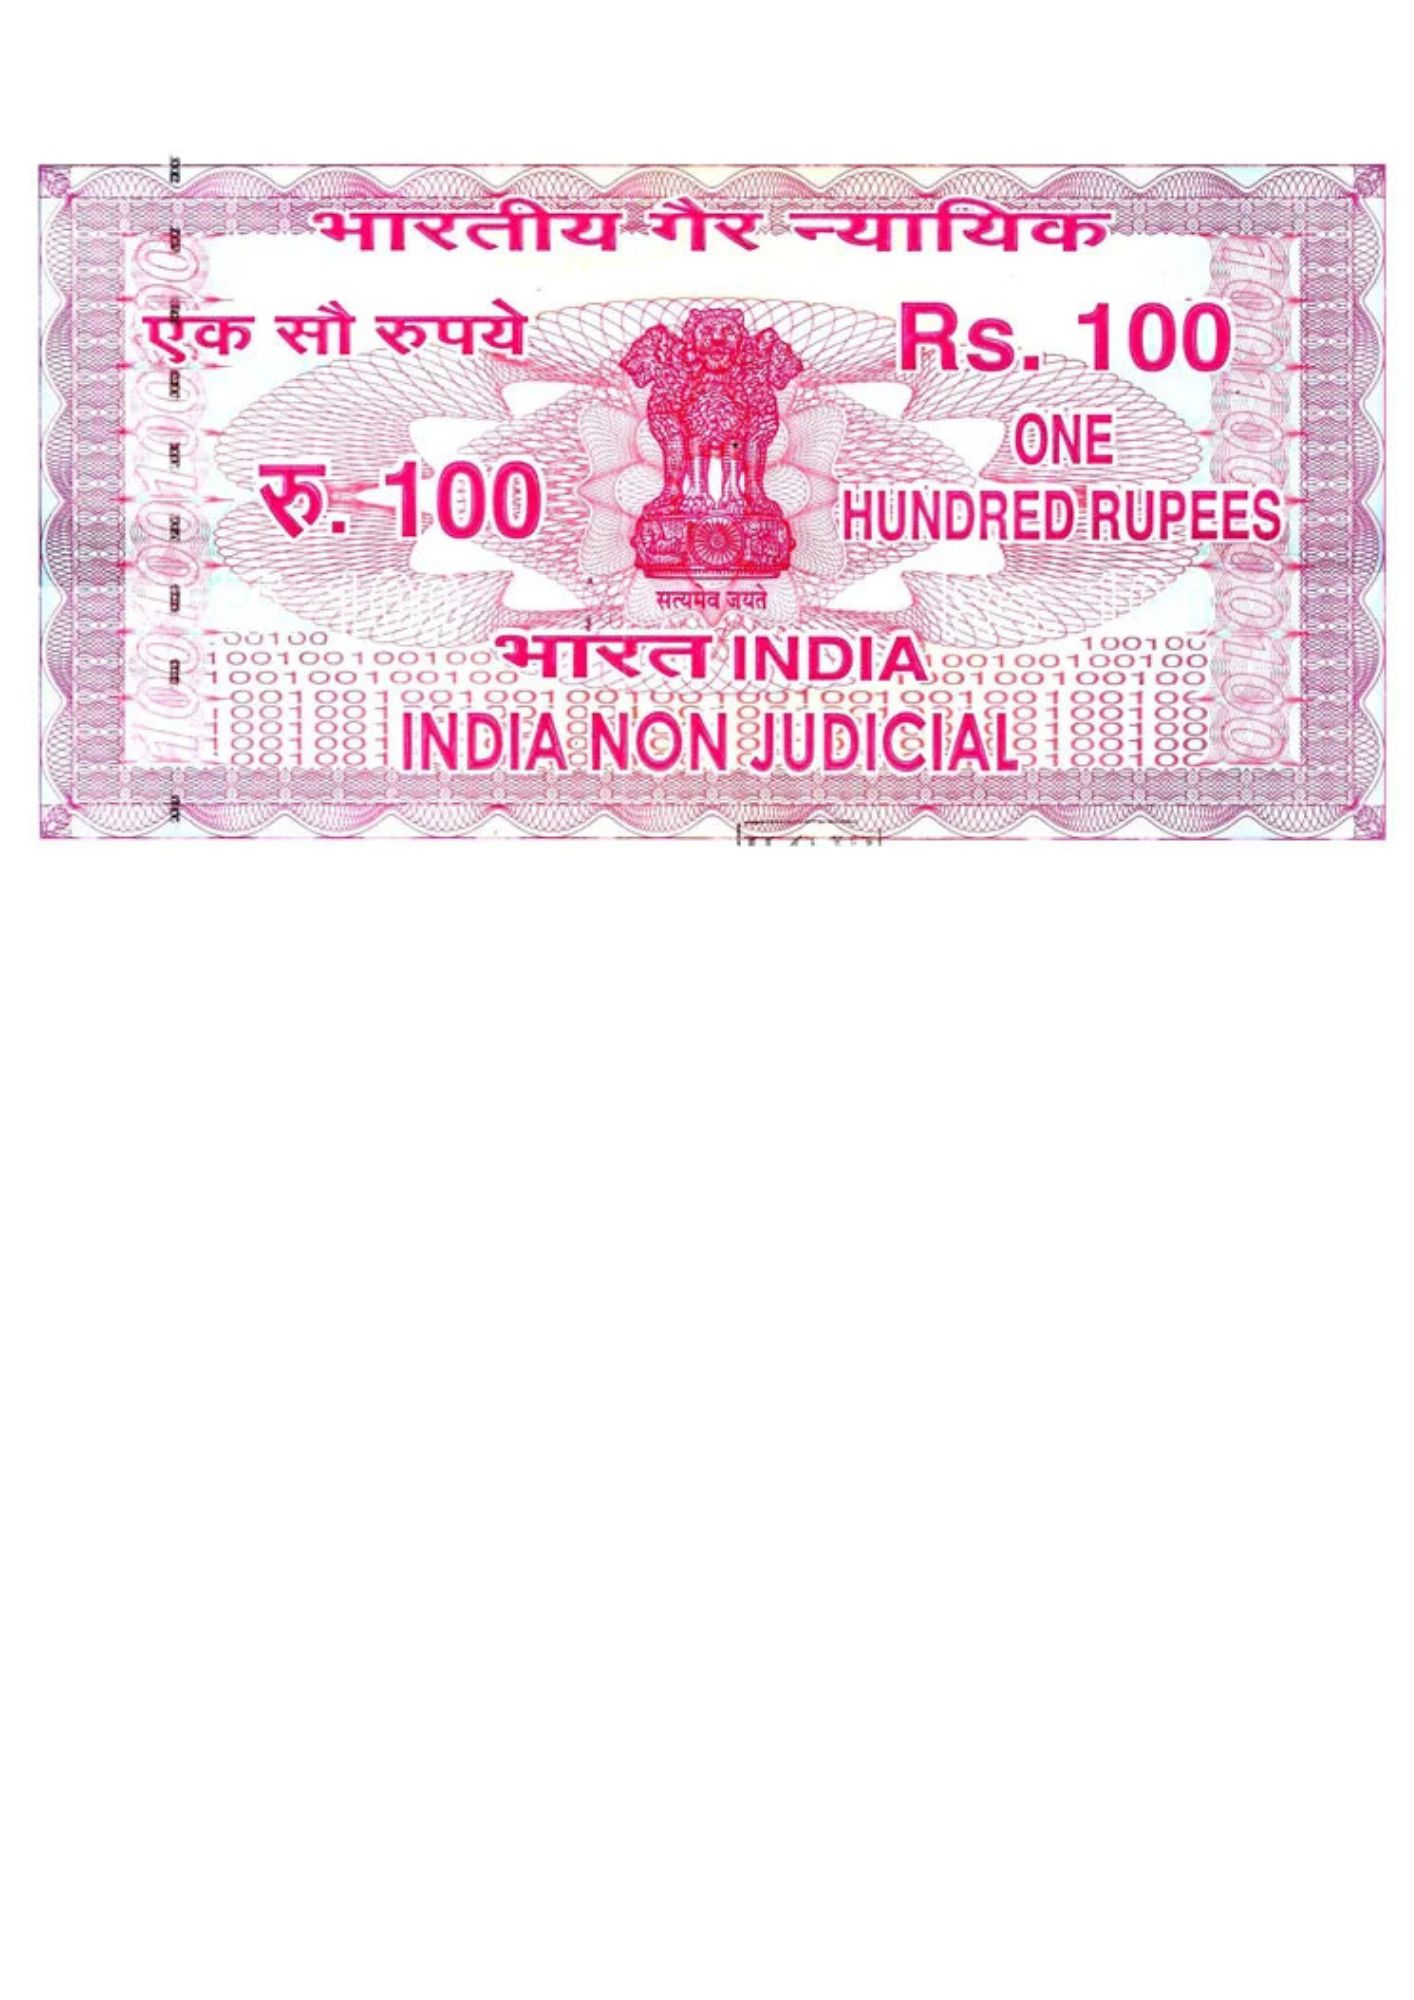 भारतीय गैर न्यायिक
एक सौ रुपये
Rs. 100
रु. 100
ONE
HUNDRED RUPEES
सत्यमेव जयते
भारत INDIA
INDIA NON JUDICIAL